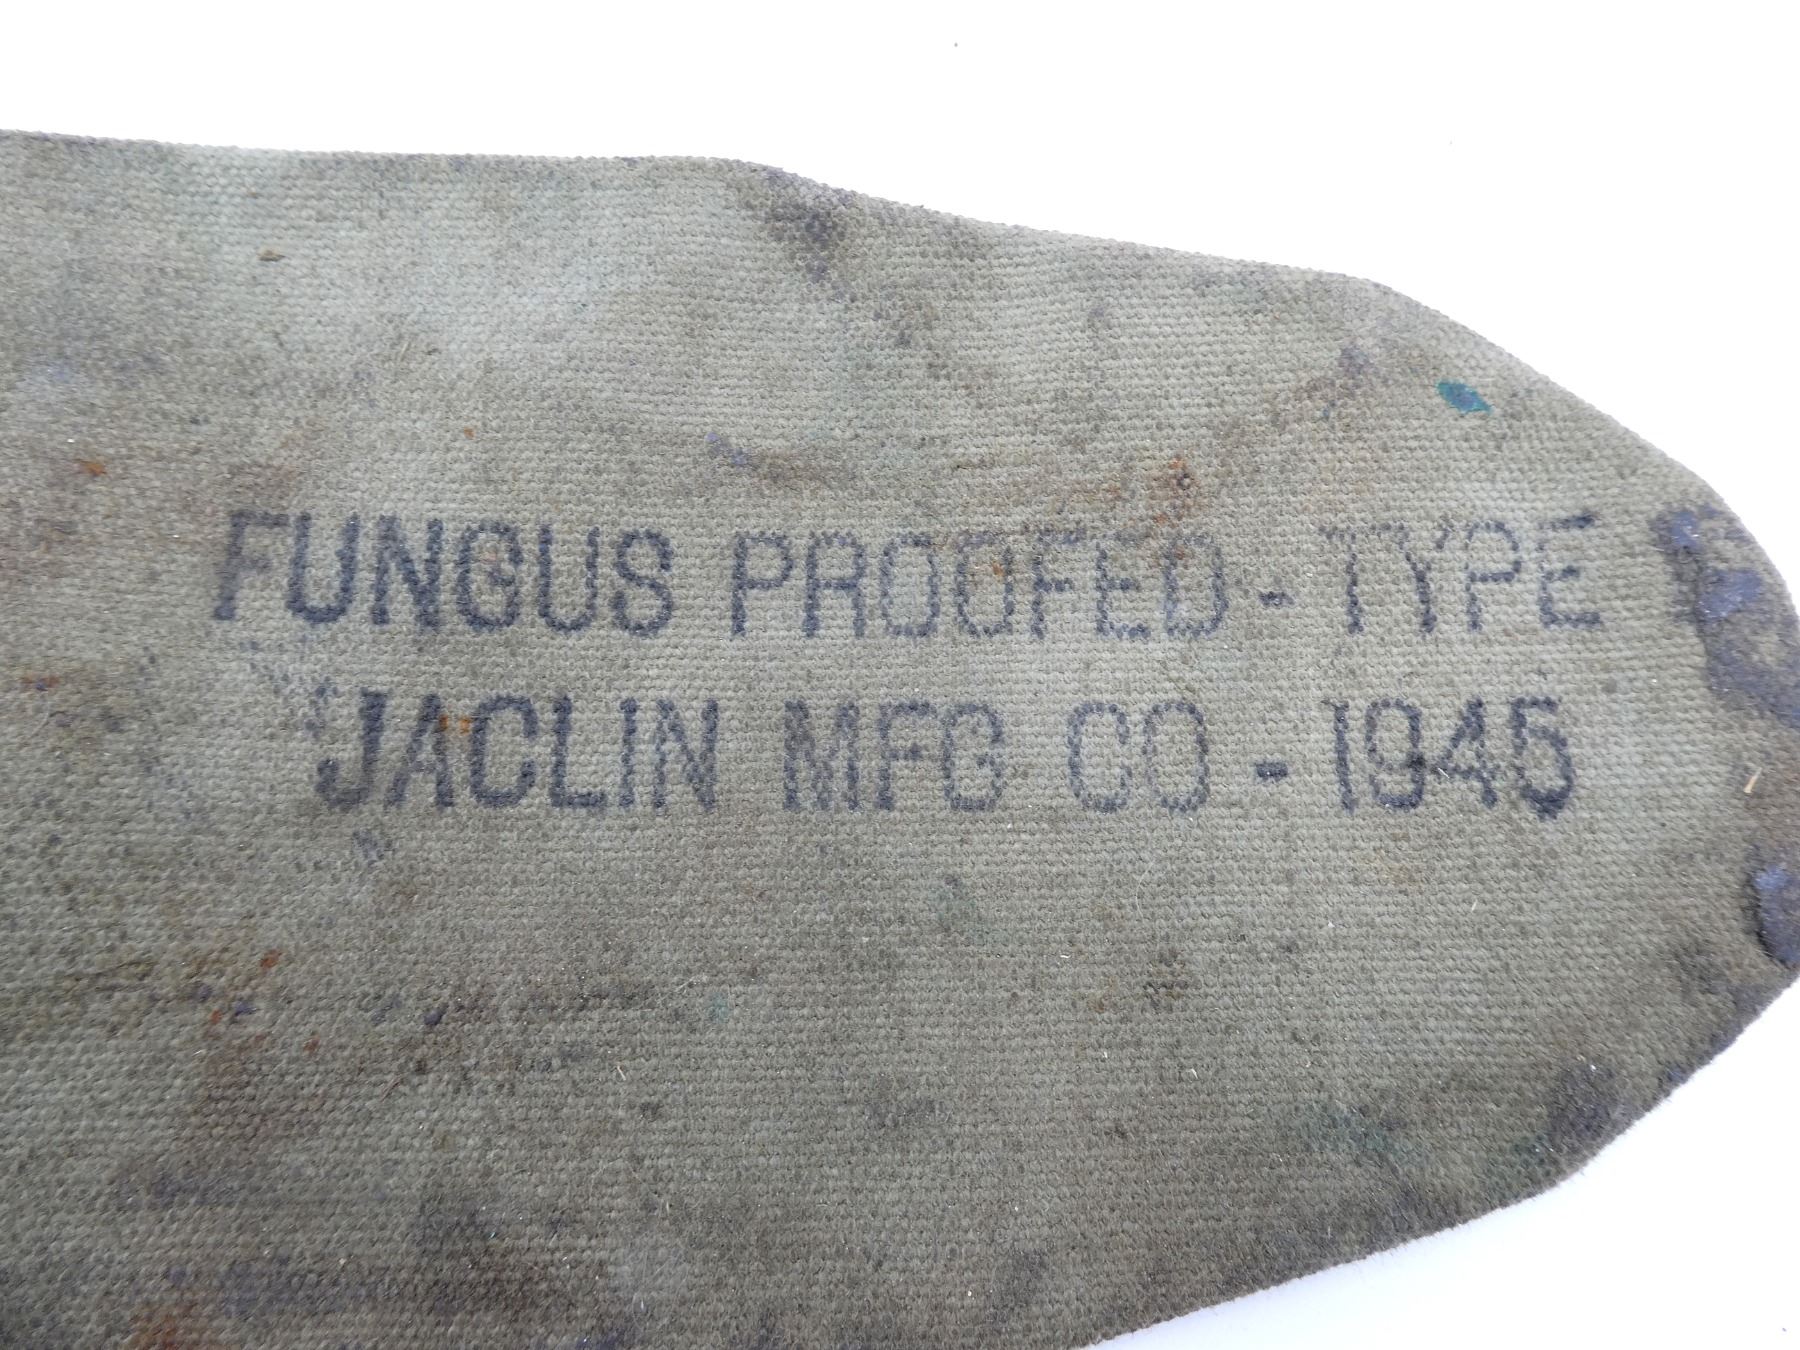 FUNGUS PROOFED - TYPE
JACLIN MFG CO - 1945